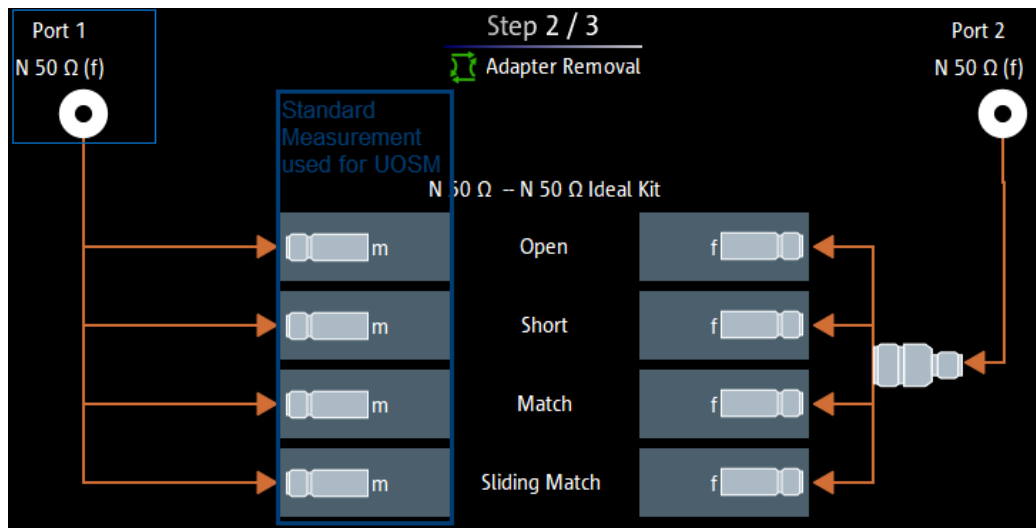 Port 1
Step 2 / 3
Port 2
N 50 Ω (f)
Adapter Removal
N 50 Ω (f)
Standard
Measurement
used for UOSM
N 50 Ω -- N 50 Ω Ideal Kit
m
Open
f
m
Short
f
m
Match
f
m
Sliding Match
f